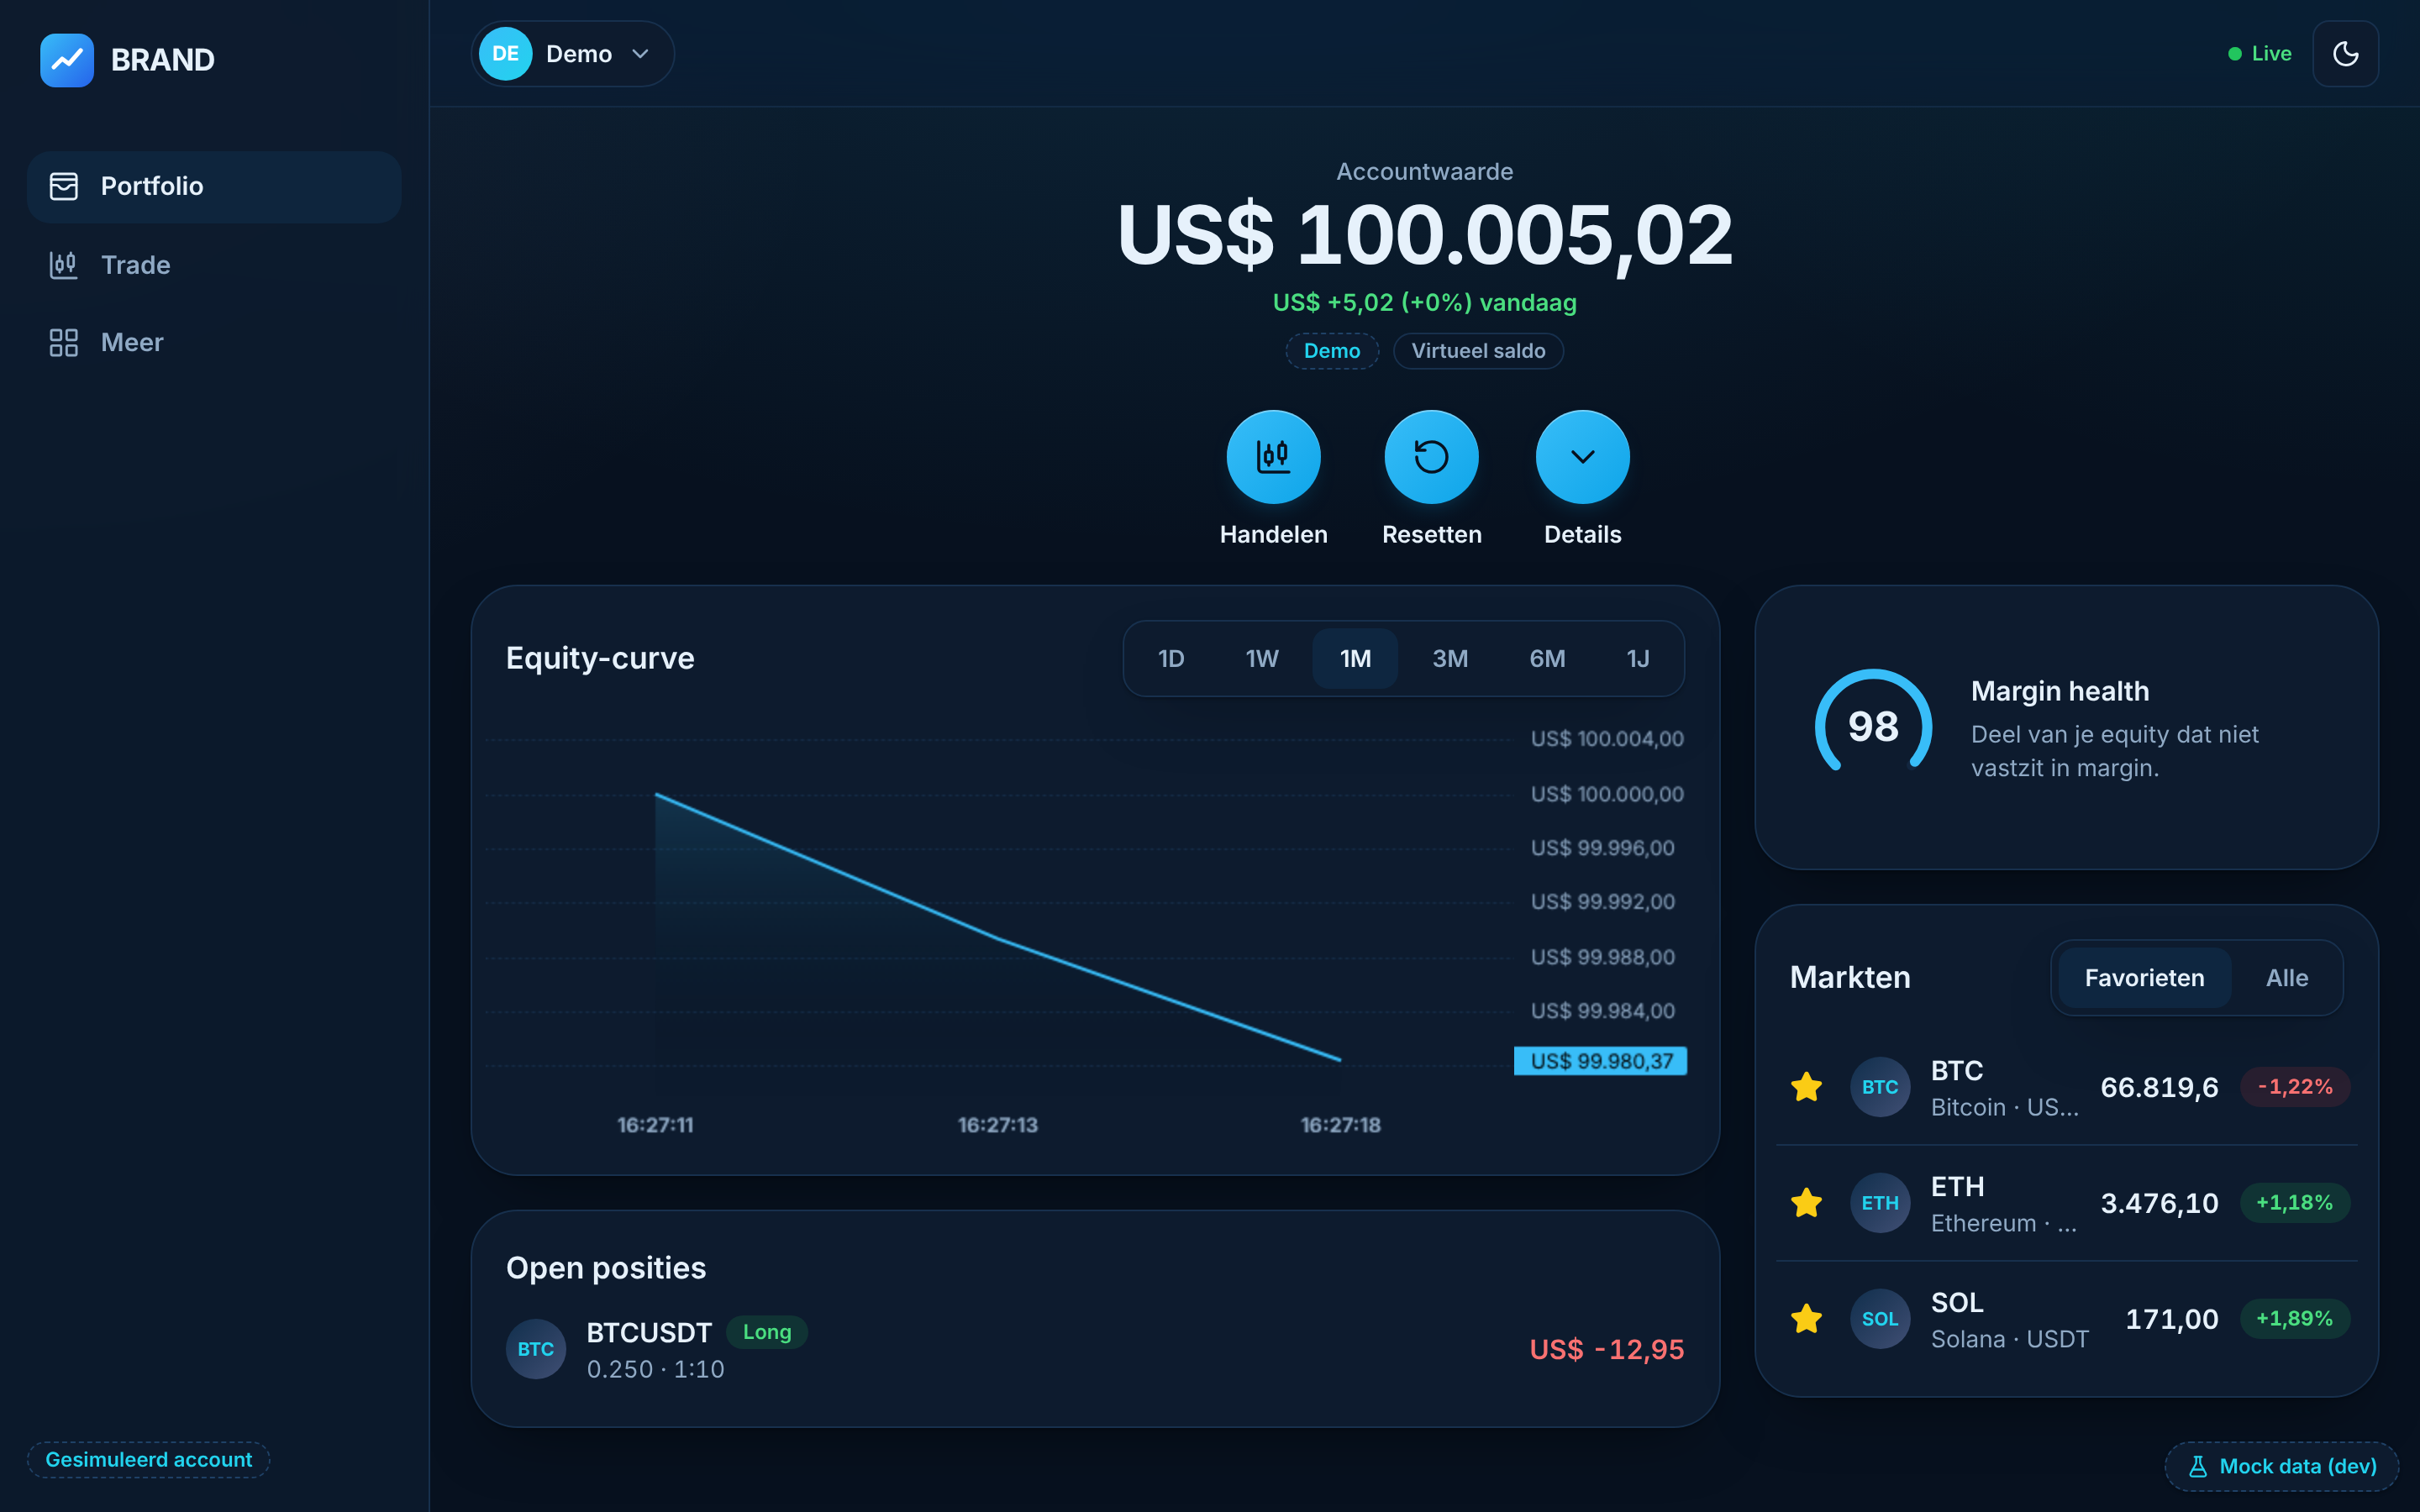 BRAND
Portfolio
Trade
Meer
Gesimuleerd account
DE Demo
Live
Accountwaarde
US$ 100.005,02
US$ +5,02 (+0%) vandaag
Demo Virtueel saldo
Handelen Resetten Details
Equity-curve
1D 1W 1M 3M 6M 1J
US$ 100.004,00
US$ 100.000,00
US$ 99.996,00
US$ 99.992,00
US$ 99.988,00
US$ 99.984,00
US$ 99.980,37
16:27:11 16:27:13 16:27:18
Open posities
BTC BTCUSDT Long
0.250 · 1:10
US$ -12,95
98
Margin health
Deel van je equity dat niet
vastzit in margin.
Markten
Favorieten Alle
BTC BTC 66.819,6 -1,22%
Bitcoin · US...
ETH ETH 3.476,10 +1,18%
Ethereum · ...
SOL SOL 171,00 +1,89%
Solana · USDT
Mock data (dev)